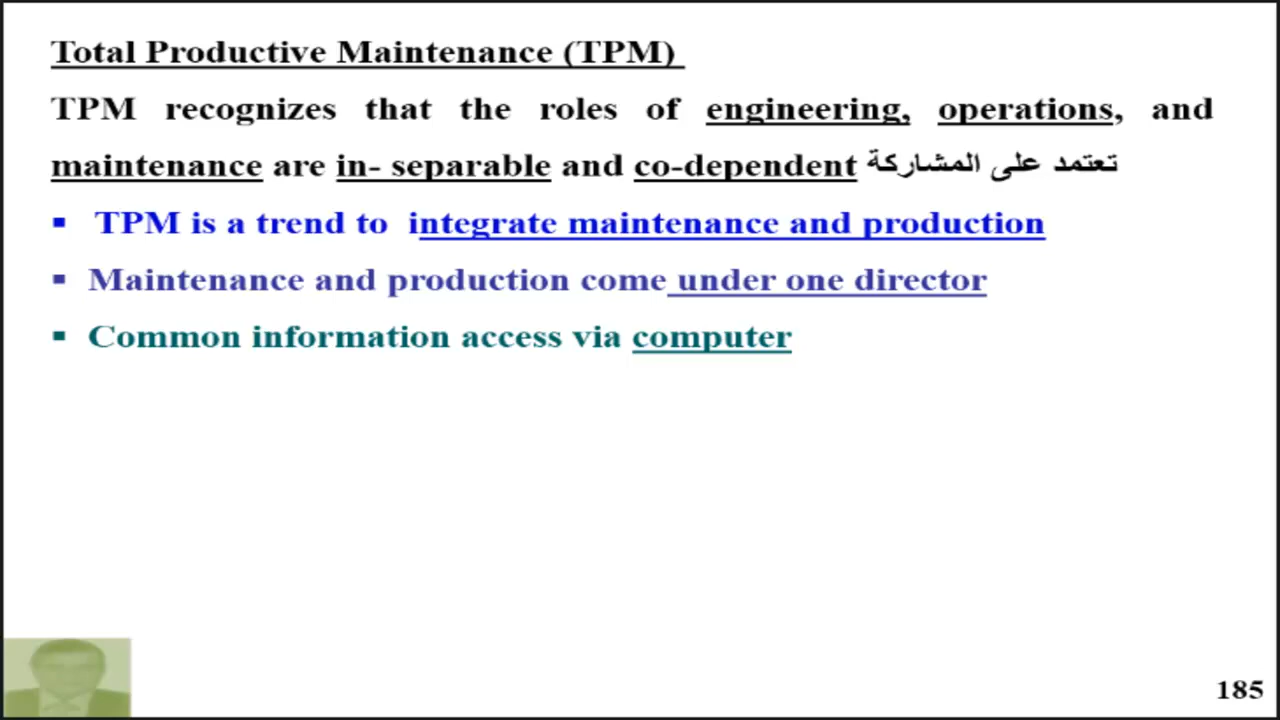 Total Productive Maintenance (TPM)
TPM recognizes that the roles of engineering, operations, and
maintenance are in- separable and co-dependent تعتمد على المشاركة
▪ TPM is a trend to integrate maintenance and production
▪ Maintenance and production come under one director
▪ Common information access via computer
185